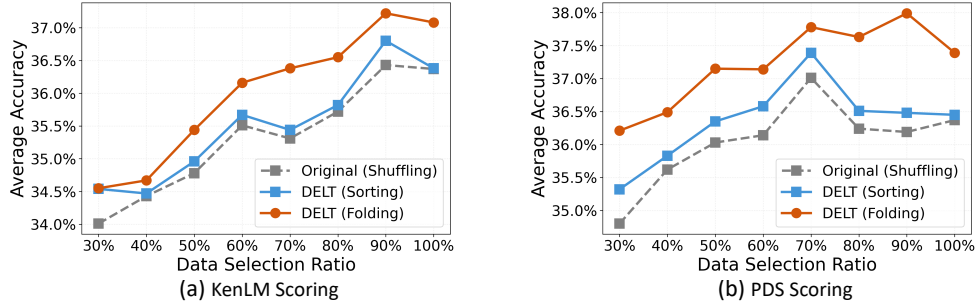 37.0%
36.5%
36.0%
35.5%
35.0%
34.5%
34.0%
Average Accuracy
Original (Shuffling)
DELT (Sorting)
DELT (Folding)
30% 40% 50% 60% 70% 80% 90% 100%
Data Selection Ratio
(a) KenLM Scoring
38.0%
37.5%
37.0%
36.5%
36.0%
35.5%
35.0%
Average Accuracy
Original (Shuffling)
DELT (Sorting)
DELT (Folding)
30% 40% 50% 60% 70% 80% 90% 100%
Data Selection Ratio
(b) PDS Scoring